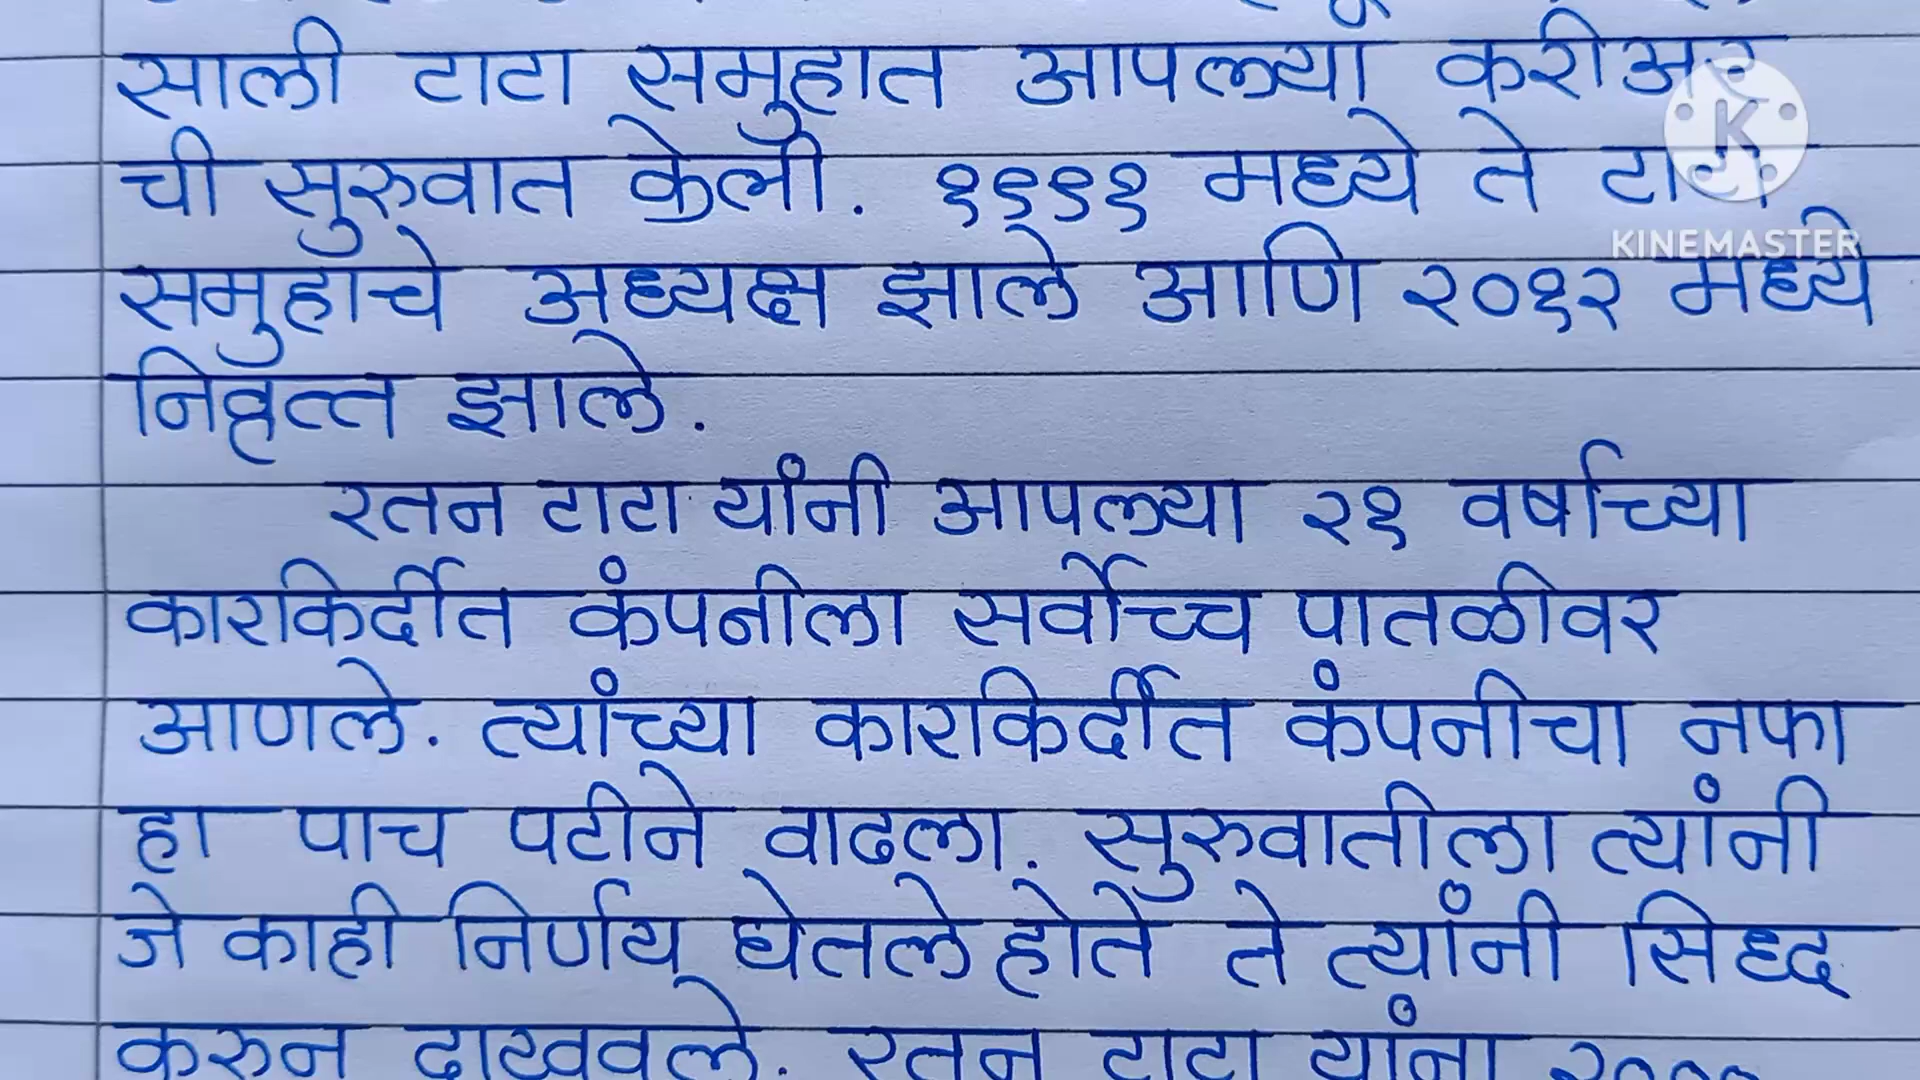 साली टाटा समुहात आपल्या करीअर
ची सुरुवात केली. १९९१ मध्ये ते टाटा
KINEMASTER
समुहाचे अध्यक्ष झाले आणि २०१२ मध्ये
निवृत्त झाले.
रतन टाटा यांनी आपल्या २१ वर्षाच्या
कारकिर्दीत कंपनीला सर्वोच्च पातळीवर
आणले. त्यांच्या कारकिर्दीत कंपनीचा नफा
हा पाच पटीने वाढला. सुरुवातीला त्यांनी
जे काही निर्णय घेतले होते ते त्यांनी सिध्द
करुन दाखवले. रतन टाटा यांना